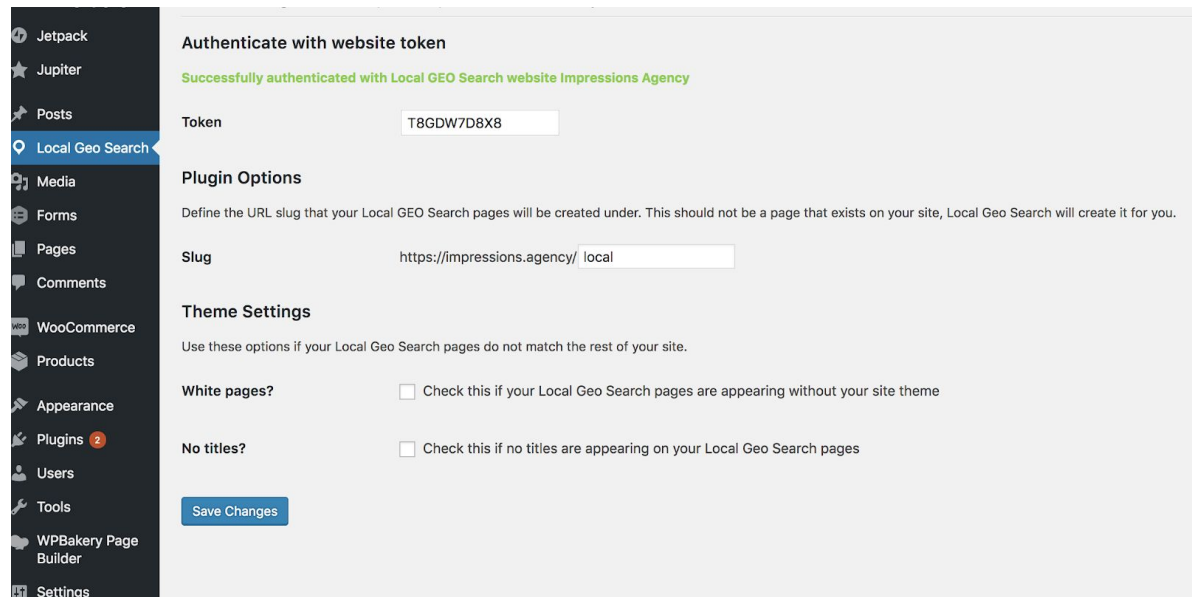 Jetpack
Jupiter
Posts
Local Geo Search
Media
Forms
Pages
Comments
WOO WooCommerce
Products
Appearance
Plugins 2
Users
Tools
WPBakery Page
Builder
Settings
Authenticate with website token
Successfully authenticated with Local GEO Search website Impressions Agency
Token T8GDW7D8X8
Plugin Options
Define the URL slug that your Local GEO Search pages will be created under. This should not be a page that exists on your site, Local Geo Search will create it for you.
Slug https://impressions.agency/ local
Theme Settings
Use these options if your Local Geo Search pages do not match the rest of your site.
White pages? Check this if your Local Geo Search pages are appearing without your site theme
No titles? Check this if no titles are appearing on your Local Geo Search pages
Save Changes